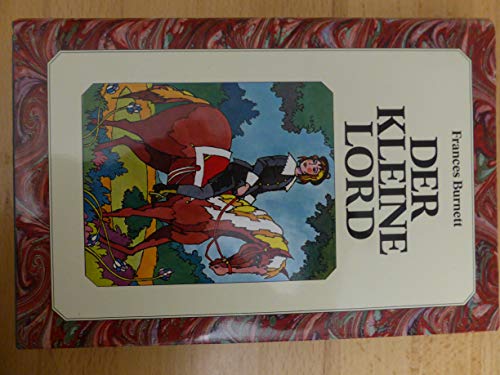 Frances Burnett
DER
KLEINE
LORD